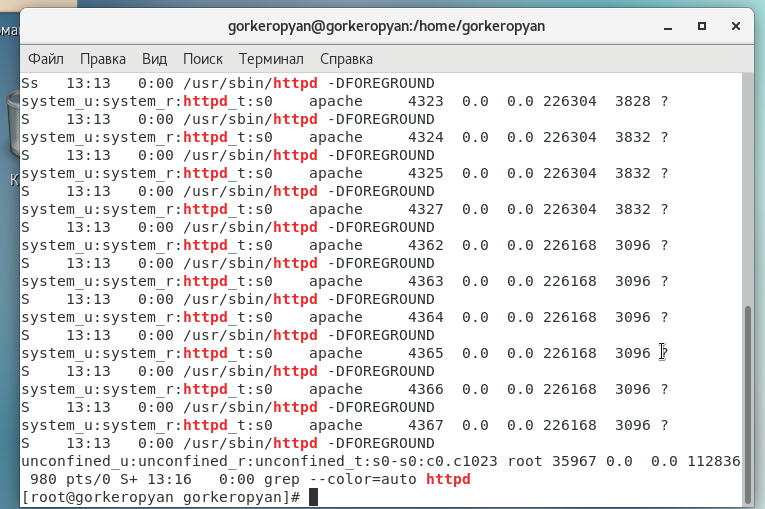 gorkeropyan@gorkeropyan:/home/gorkeropyan
Файл Правка Вид Поиск Терминал Справка
Ss   13:13   0:00 /usr/sbin/httpd -DFOREGROUND
system_u:system_r:httpd_t:s0    apache     4323  0.0  0.0 226304  3828 ?
S    13:13   0:00 /usr/sbin/httpd -DFOREGROUND
system_u:system_r:httpd_t:s0    apache     4324  0.0  0.0 226304  3832 ?
S    13:13   0:00 /usr/sbin/httpd -DFOREGROUND
system_u:system_r:httpd_t:s0    apache     4325  0.0  0.0 226304  3832 ?
S    13:13   0:00 /usr/sbin/httpd -DFOREGROUND
system_u:system_r:httpd_t:s0    apache     4327  0.0  0.0 226304  3832 ?
S    13:13   0:00 /usr/sbin/httpd -DFOREGROUND
system_u:system_r:httpd_t:s0    apache     4362  0.0  0.0 226168  3096 ?
S    13:13   0:00 /usr/sbin/httpd -DFOREGROUND
system_u:system_r:httpd_t:s0    apache     4363  0.0  0.0 226168  3096 ?
S    13:13   0:00 /usr/sbin/httpd -DFOREGROUND
system_u:system_r:httpd_t:s0    apache     4364  0.0  0.0 226168  3096 ?
S    13:13   0:00 /usr/sbin/httpd -DFOREGROUND
system_u:system_r:httpd_t:s0    apache     4365  0.0  0.0 226168  3096 ?
S    13:13   0:00 /usr/sbin/httpd -DFOREGROUND
system_u:system_r:httpd_t:s0    apache     4366  0.0  0.0 226168  3096 ?
S    13:13   0:00 /usr/sbin/httpd -DFOREGROUND
system_u:system_r:httpd_t:s0    apache     4367  0.0  0.0 226168  3096 ?
S    13:13   0:00 /usr/sbin/httpd -DFOREGROUND
unconfined_u:unconfined_r:unconfined_t:s0-s0:c0.c1023 root 35967 0.0  0.0 112836
 980 pts/0 S+ 13:16   0:00 grep --color=auto httpd
[root@gorkeropyan gorkeropyan]#